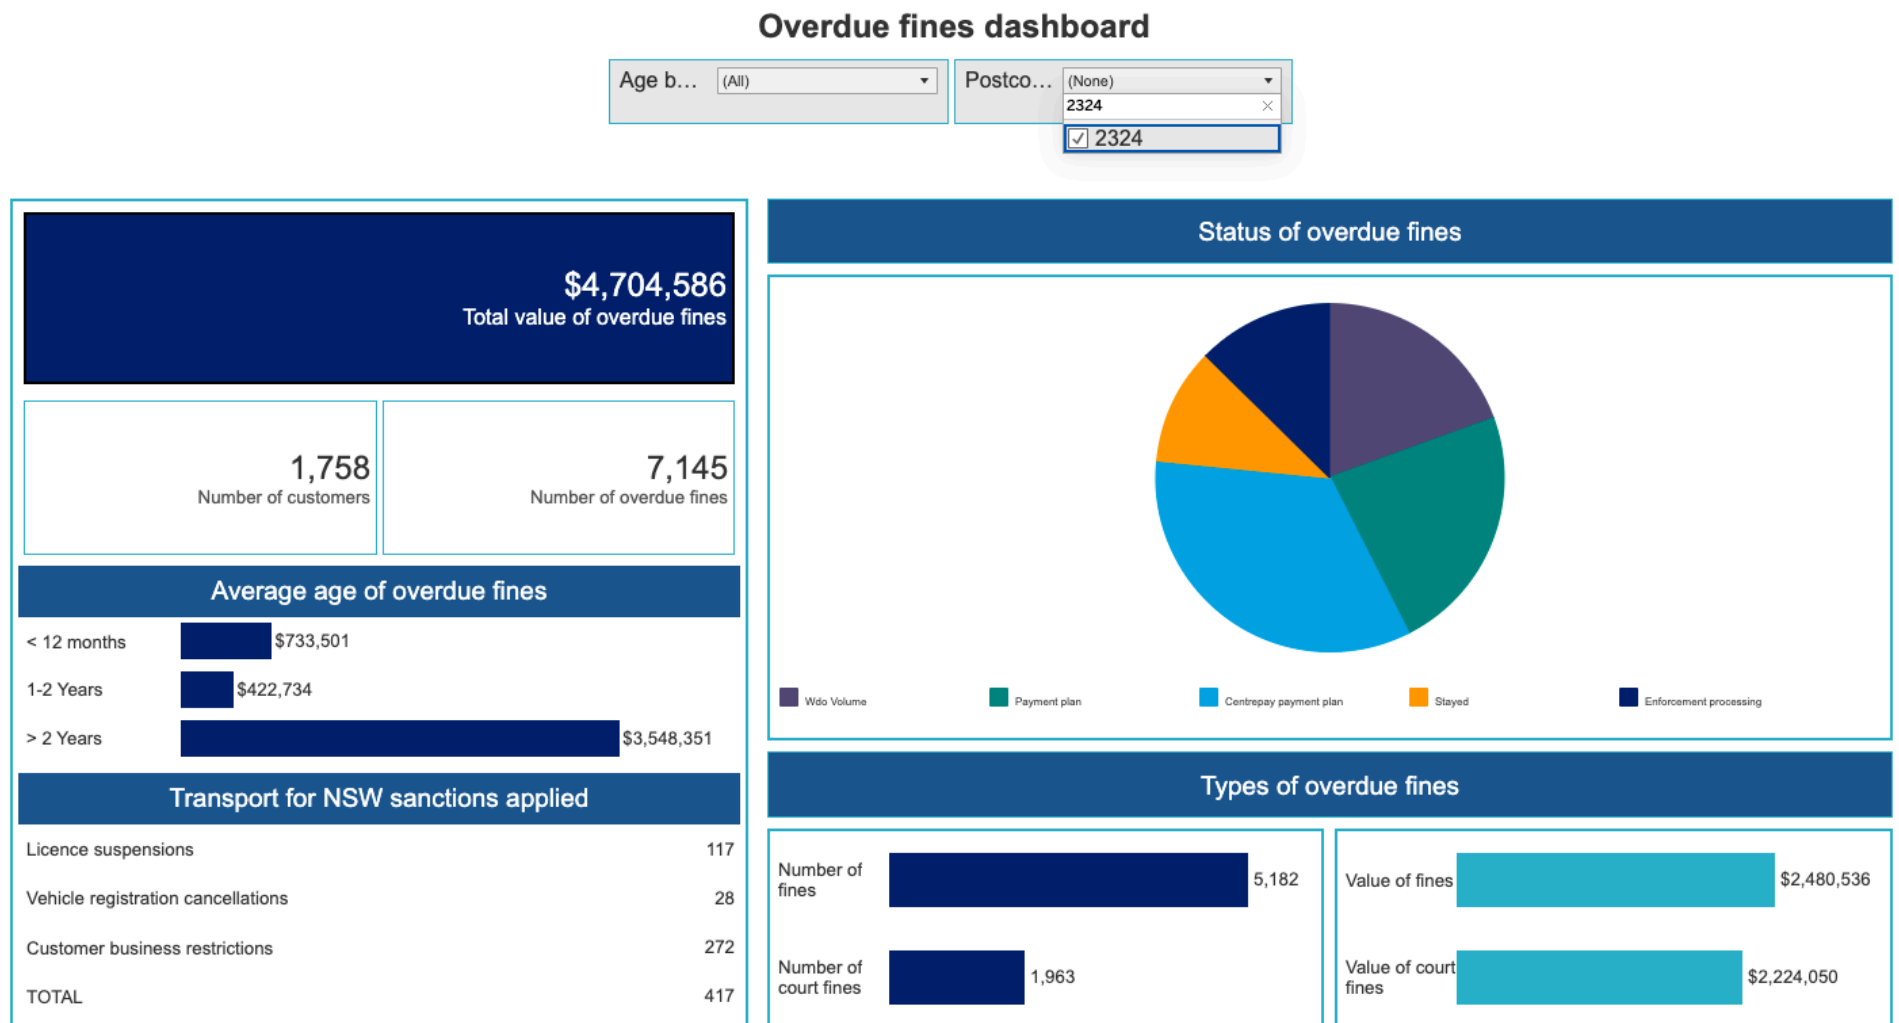 Overdue fines dashboard
Age b... (All)
Postco... (None)
2324
2324
$4,704,586
Total value of overdue fines
1,758
Number of customers
7,145
Number of overdue fines
Average age of overdue fines
< 12 months $733,501
1-2 Years $422,734
> 2 Years $3,548,351
Transport for NSW sanctions applied
Licence suspensions 117
Vehicle registration cancellations 28
Customer business restrictions 272
TOTAL 417
Status of overdue fines
Wdo Volume
Payment plan
Centrepay payment plan
Stayed
Enforcement processing
Types of overdue fines
Number of
fines
5,182
Number of
court fines
1,963
Value of fines $2,480,536
Value of court
fines
$2,224,050